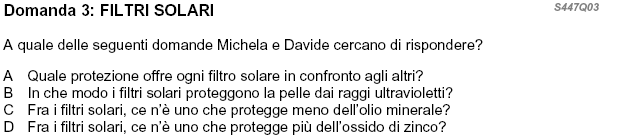 Domanda 3: FILTRI SOLARI
S447Q03
A quale delle seguenti domande Michela e Davide cercano di rispondere?
A Quale protezione offre ogni filtro solare in confronto agli altri?
B In che modo i filtri solari proteggono la pelle dai raggi ultravioletti?
C Fra i filtri solari, ce n'è uno che protegge meno dell'olio minerale?
D Fra i filtri solari, ce n'è uno che protegge più dell'ossido di zinco?